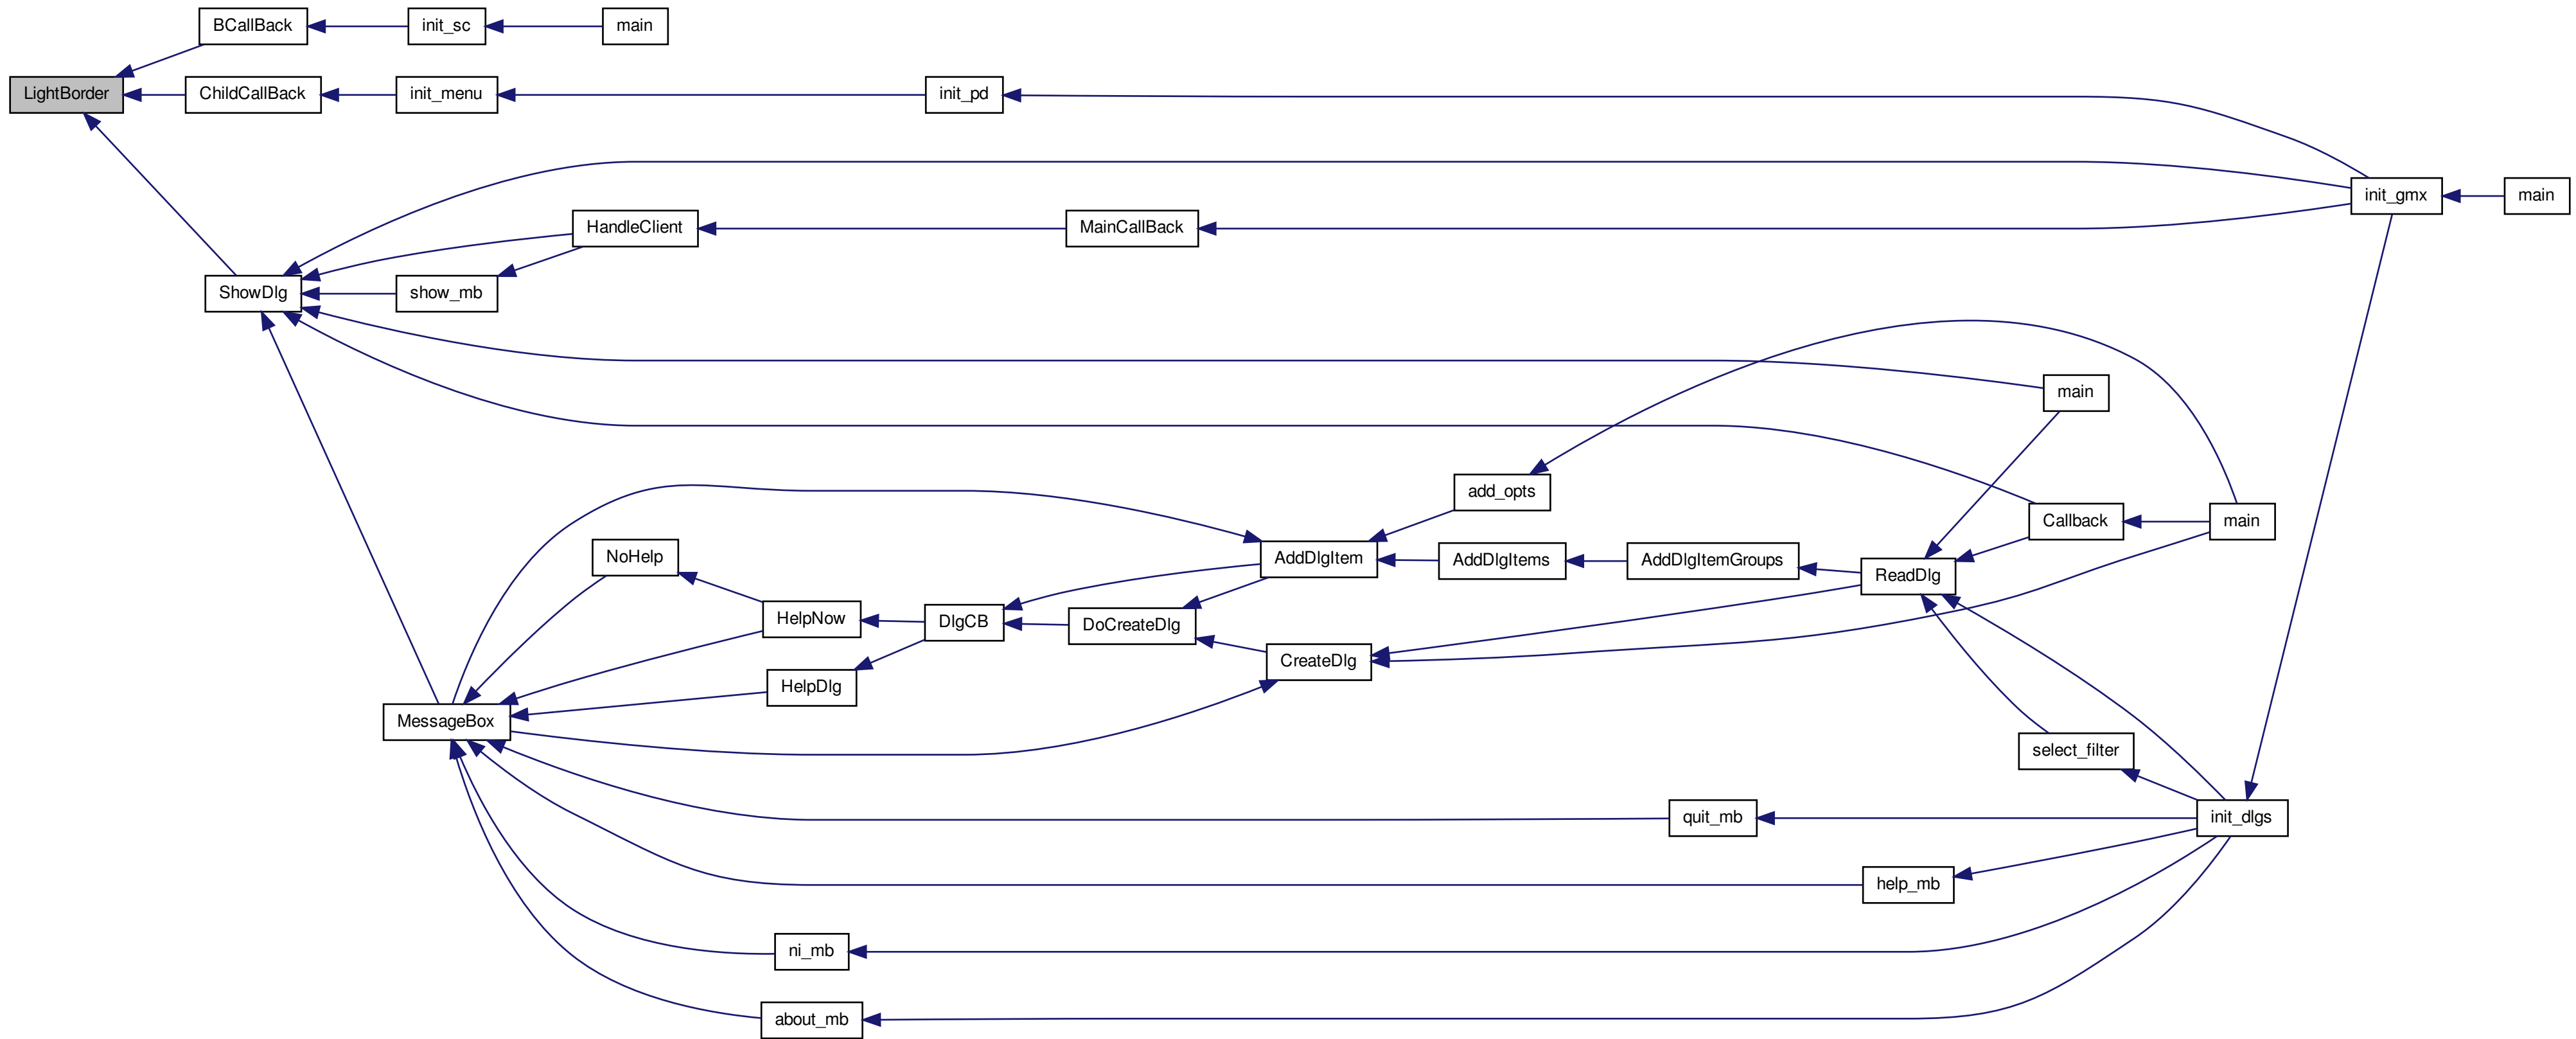 BCallBack
init_sc
main
LightBorder
ChildCallBack
init_menu
init_pd
init_gmx
main
HandleClient
MainCallBack
ShowDlg
show_mb
main
add_opts
Callback
main
NoHelp
AddDlgItem
AddDlgItems
AddDlgItemGroups
ReadDlg
HelpNow
DlgCB
DoCreateDlg
CreateDlg
HelpDlg
MessageBox
select_filter
quit_mb
init_dlgs
help_mb
ni_mb
about_mb